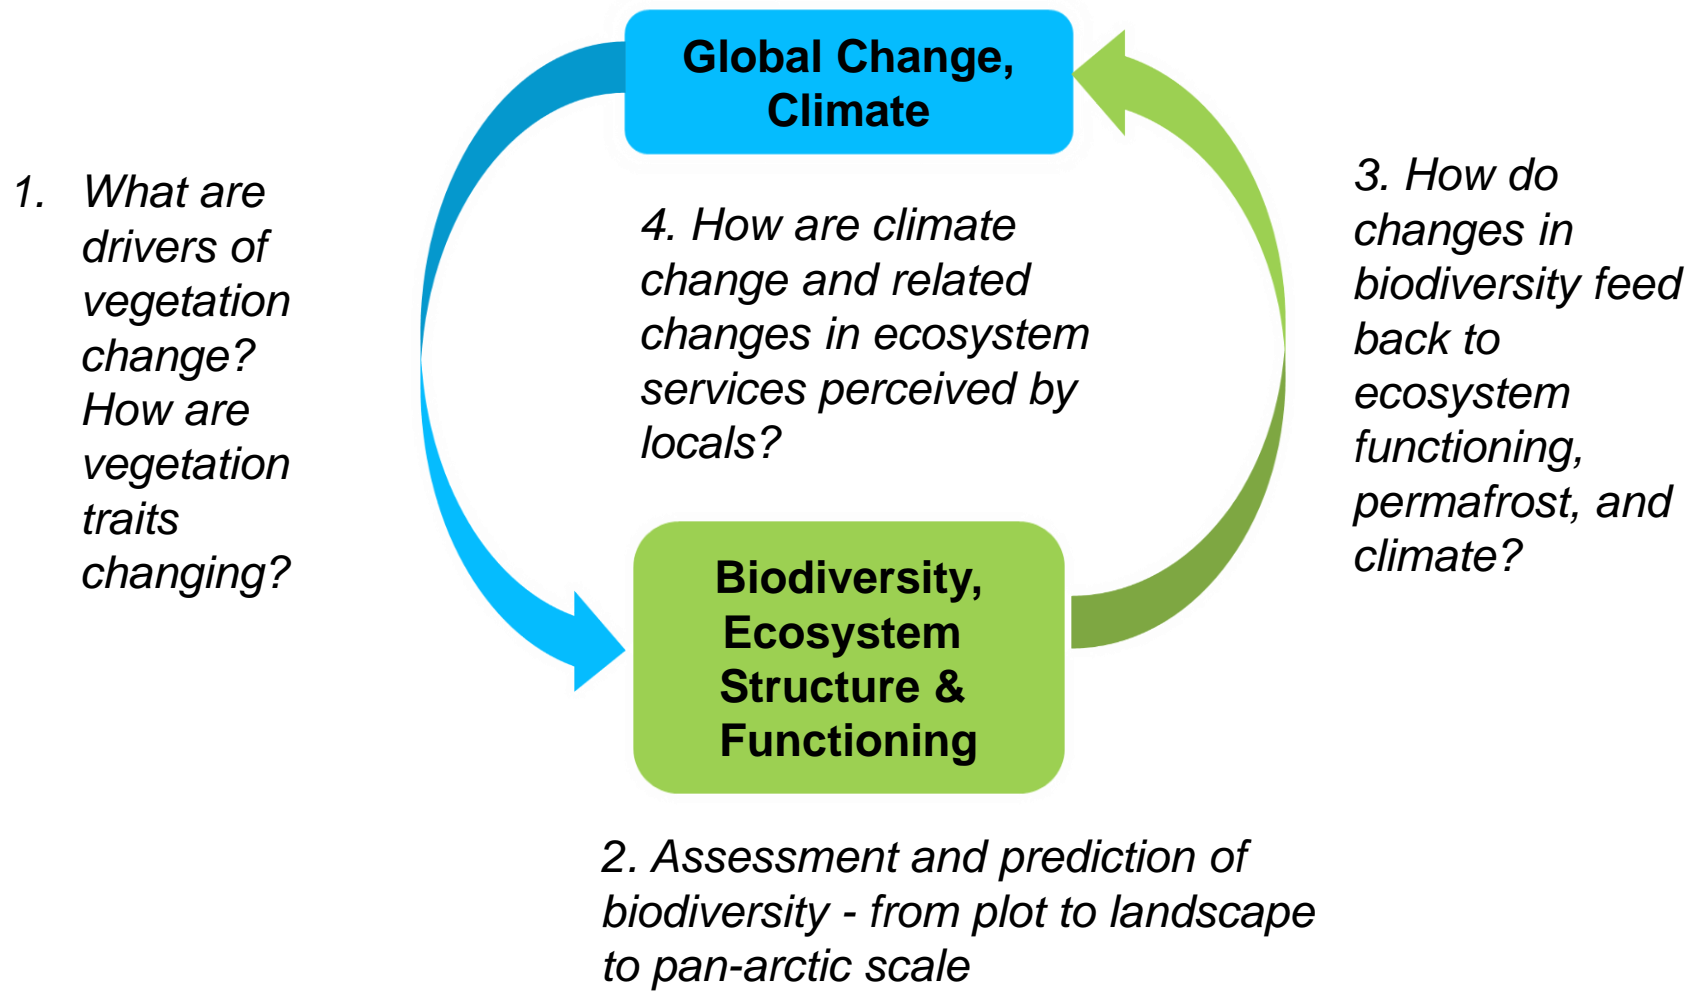 Global Change,
Climate
1. What are
drivers of
vegetation
change?
How are
vegetation
traits
changing?
4. How are climate
change and related
changes in ecosystem
services perceived by
locals?
3. How do
changes in
biodiversity feed
back to
ecosystem
functioning,
permafrost, and
climate?
Biodiversity,
Ecosystem
Structure &
Functioning
2. Assessment and prediction of
biodiversity - from plot to landscape
to pan-arctic scale